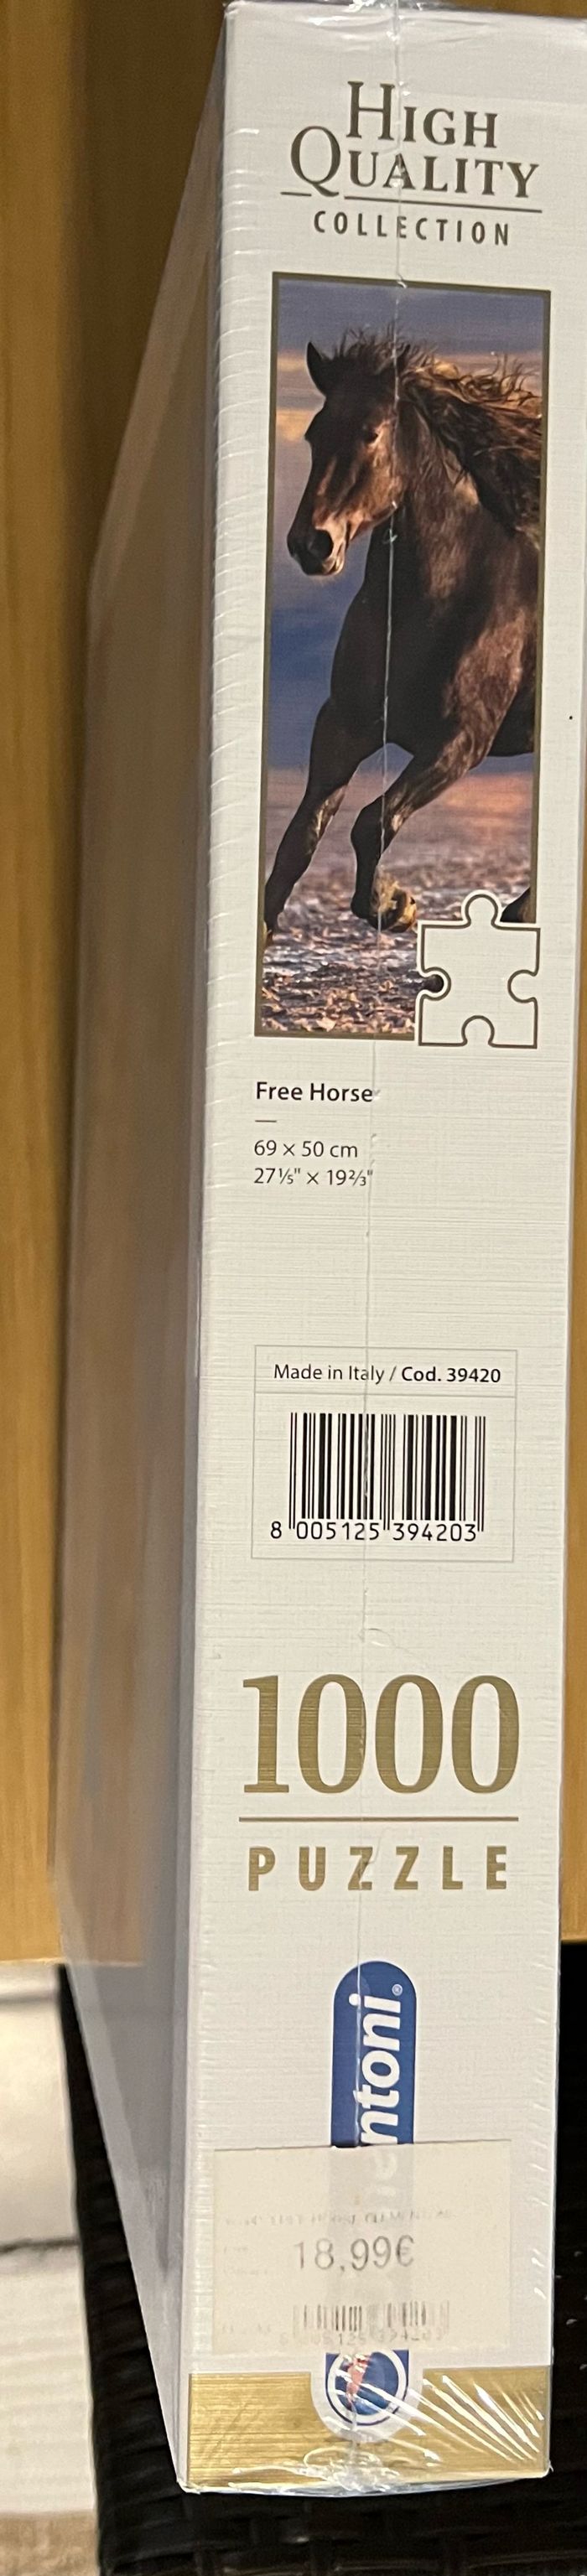 HIGH
QUALITY
COLLECTION
Free Horse
69 × 50 cm
27⅕" × 19⅔"
Made in Italy / Cod. 39420
8 005125 394203
1000
PUZZLE
ntoni®
18,99€